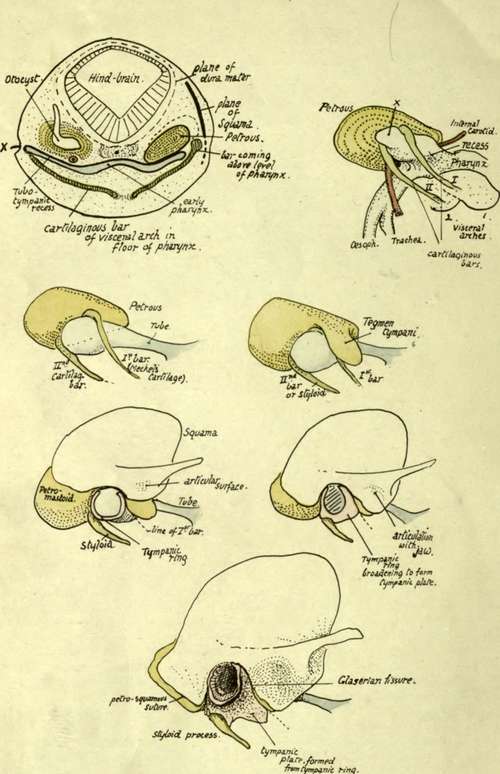 Otocyst
Hind-brain.
plane of
dura mater
plane
of
Squama
Petrous.
bar coming
above level
of pharynx.
X
Tubo-
tympanic
recess
early
pharynx.
Cartilaginous bar
of visceral arch in
floor of pharynx.
Petrous
x
Internal
carotid.
recess
Pharynx
I
II
1.
2.
visceral
arches.
Oesoph.
Trachea.
cartilaginous
bars.
Petrous
Tube.
IInd
Cartilag.
bar.
Ist bar.
(Meckel's
Cartilage).
Tegmen
tympani.
IInd bar
or styloid
Ist bar
Squama
Petro-
mastoid.
articular
surface.
Tube
line of Ist bar.
Styloid
Tympanic
ring
articulation
with
jaw.
Tympanic
ring
broadening to form
tympanic plate.
Glaserian fissure.
petro-squamous
suture.
Styloid process.
tympanic
plate, formed
from tympanic ring.